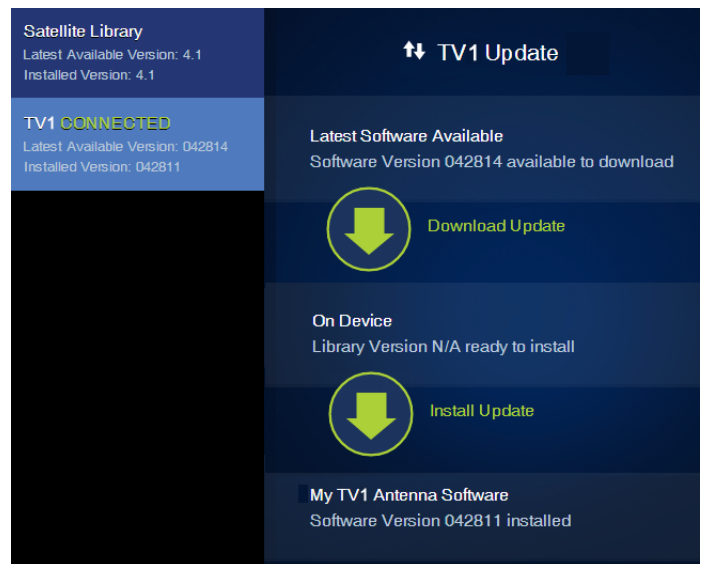 Satellite Library
Latest Available Version: 4.1
Installed Version: 4.1
TV1 CONNECTED
Latest Available Version: 042814
Installed Version: 042811
TV1 Update
Latest Software Available
Software Version 042814 available to download
Download Update
On Device
Library Version N/A ready to install
Install Update
My TV1 Antenna Software
Software Version 042811 installed